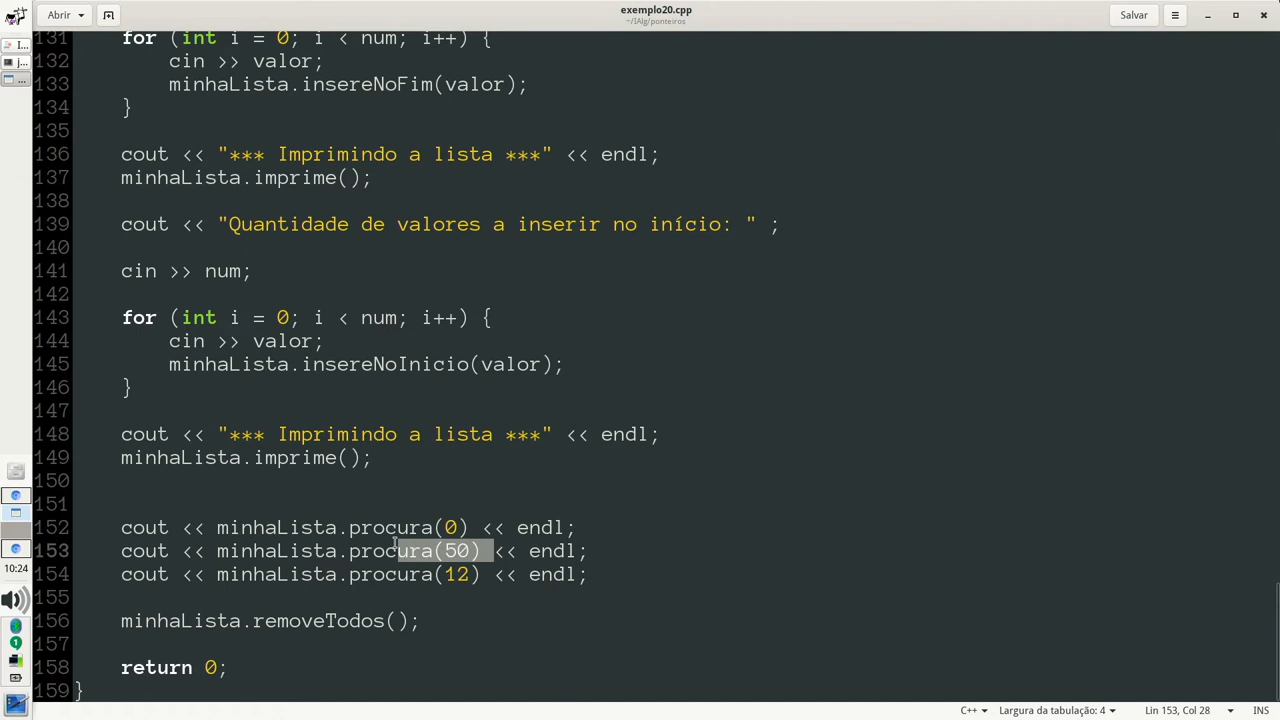 Abrir
exemplo20.cpp
~/IAlg/ponteiros
Salvar
I...
j...
...
131     for (int i = 0; i < num; i++) {
132         cin >> valor;
133         minhaLista.insereNoFim(valor);
134     }
135
136     cout << "*** Imprimindo a lista ***" << endl;
137     minhaLista.imprime();
138
139     cout << "Quantidade de valores a inserir no início: " ;
140
141     cin >> num;
142
143     for (int i = 0; i < num; i++) {
144         cin >> valor;
145         minhaLista.insereNoInicio(valor);
146     }
147
148     cout << "*** Imprimindo a lista ***" << endl;
149     minhaLista.imprime();
150
151
152     cout << minhaLista.procura(0) << endl;
153     cout << minhaLista.procura(50) << endl;
154     cout << minhaLista.procura(12) << endl;
155
156     minhaLista.removeTodos();
157
158     return 0;
159 }
10:24
1
C++
Largura da tabulação: 4
Lin 153, Col 28
INS